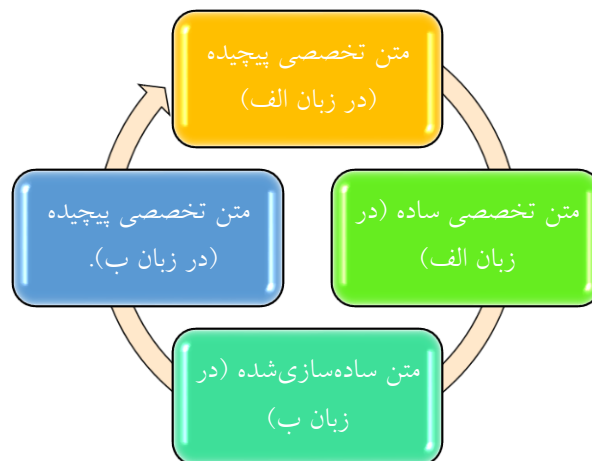 متن تخصصی پیچیده
(در زبان الف)
متن تخصصی ساده (در
زبان الف)
متن ساده‌سازی‌شده (در
زبان ب)
متن تخصصی پیچیده
(در زبان ب).